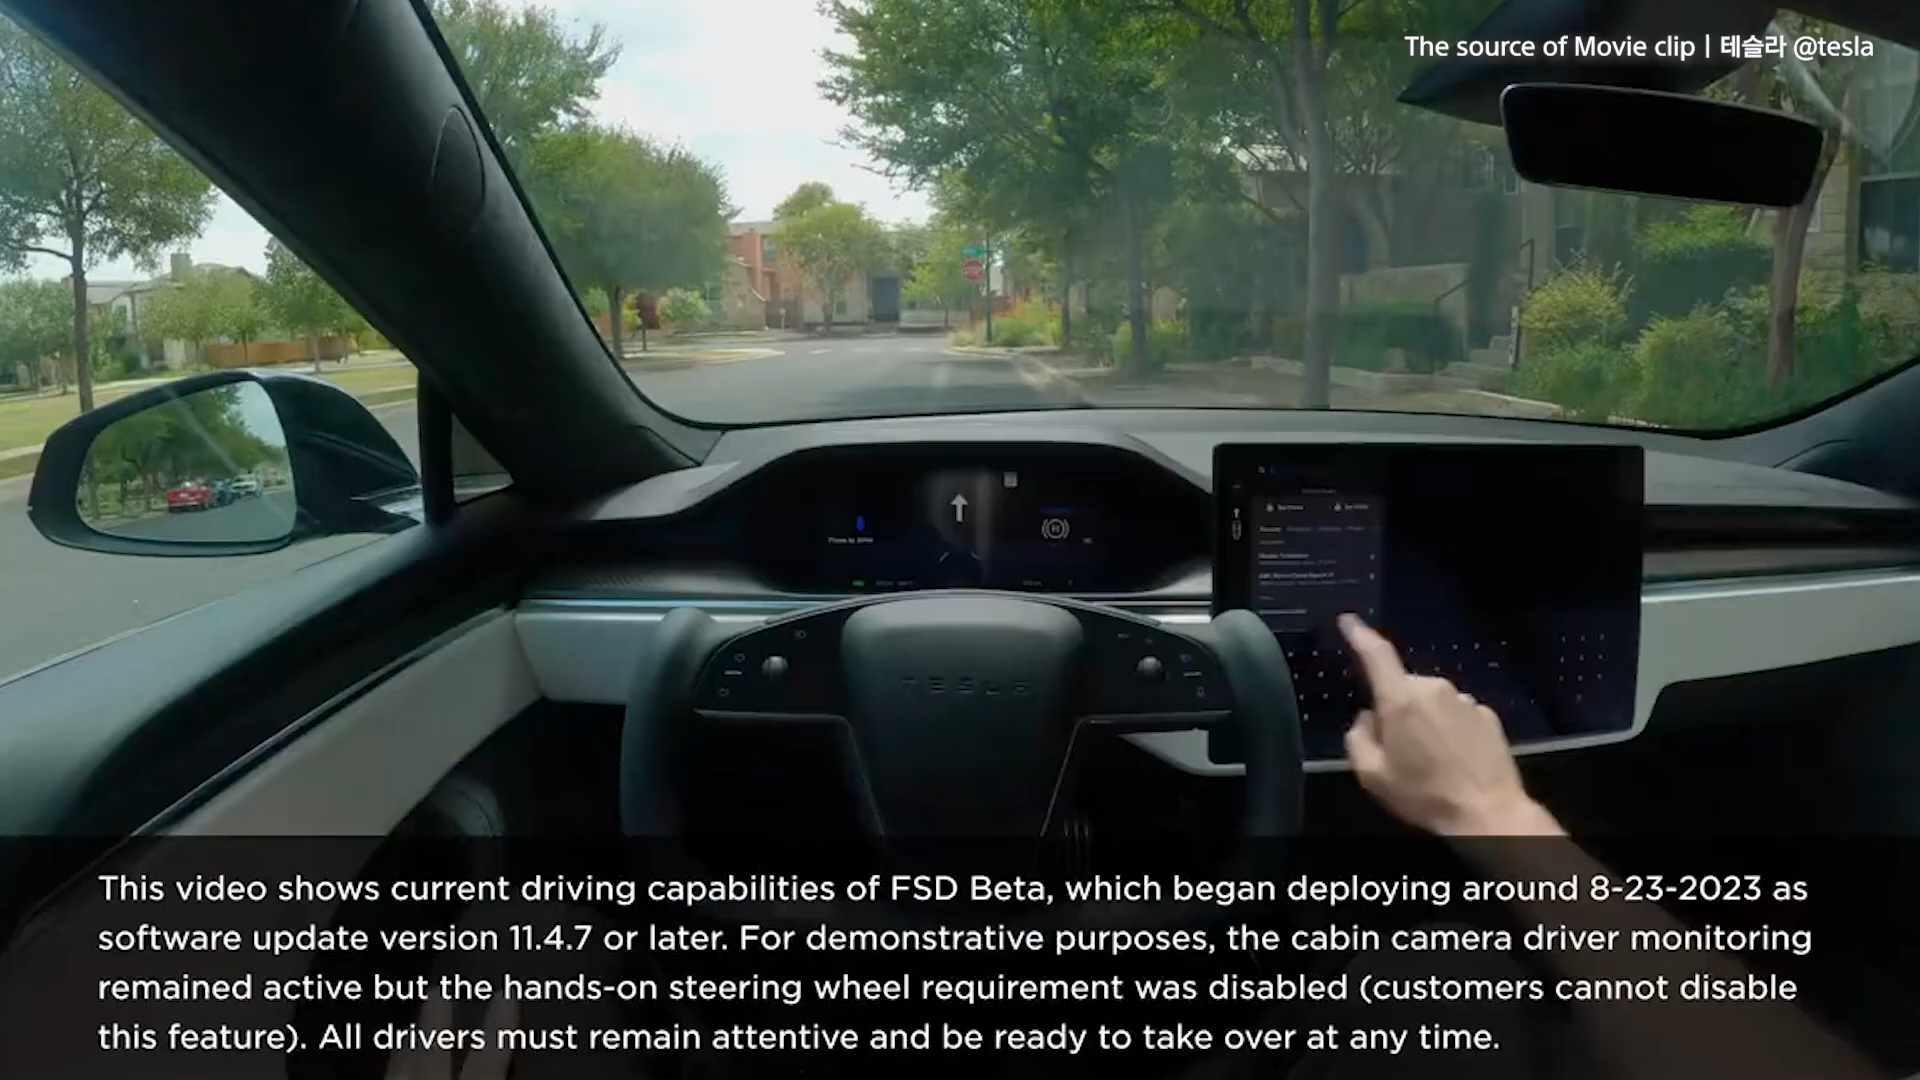 The source of Movie clip | 테슬라 @tesla
TESLA
This video shows current driving capabilities of FSD Beta, which began deploying around 8-23-2023 as
software update version 11.4.7 or later. For demonstrative purposes, the cabin camera driver monitoring
remained active but the hands-on steering wheel requirement was disabled (customers cannot disable
this feature). All drivers must remain attentive and be ready to take over at any time.